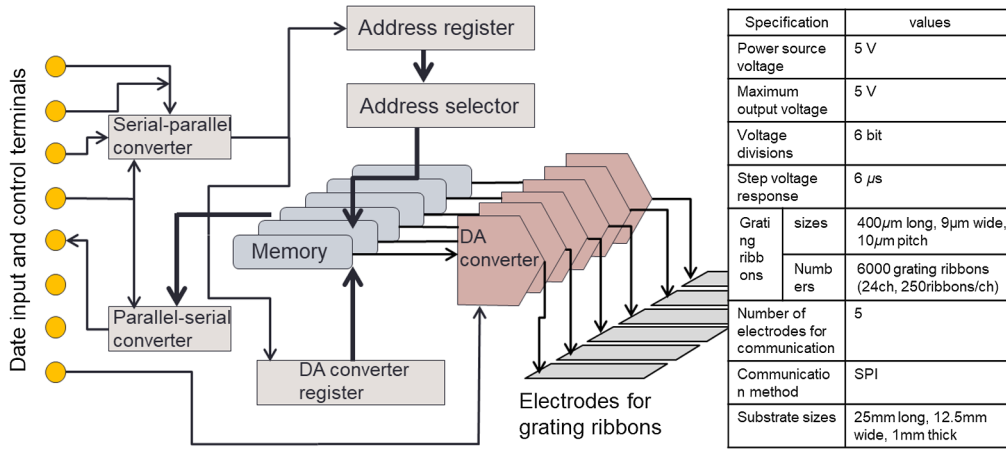 Date input and control terminals
Address register
Address selector
Serial-parallel
converter
Memory
DA
converter
Parallel-serial
converter
DA converter
register
Electrodes for
grating ribbons
Specification values
Power source
voltage
5 V
Maximum
output voltage
5 V
Voltage
divisions
6 bit
Step voltage
response
6 µs
Grati
ng
ribb
ons
sizes
400µm long, 9µm wide,
10µm pitch
Numb
ers
6000 grating ribbons
(24ch, 250ribbons/ch)
Number of
electrodes for
communication
5
Communicatio
n method
SPI
Substrate sizes
25mm long, 12.5mm
wide, 1mm thick